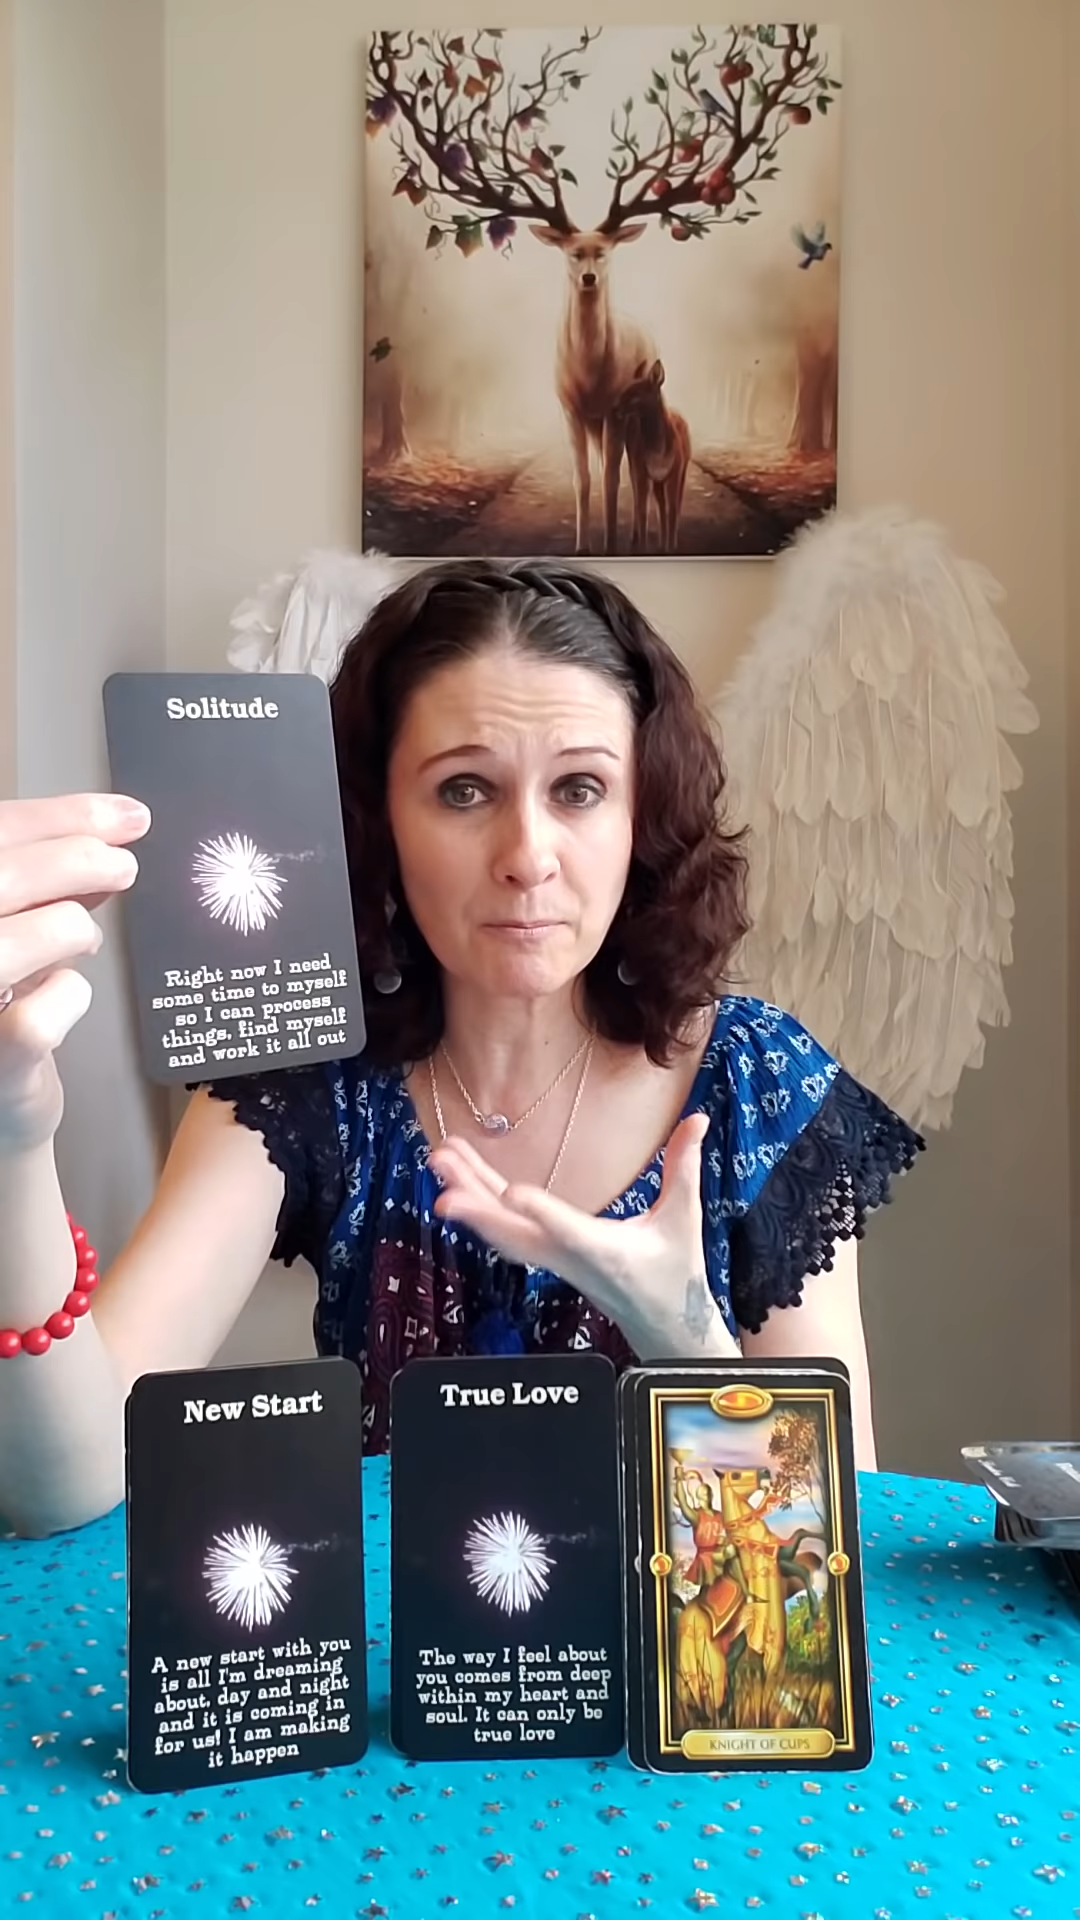 Solitude
Right now I need
some time to myself
so I can process
things, find myself
and work it all out
New Start
A new start with you
is all I'm dreaming
about, day and night
and it is coming in
for us! I am making
it happen
True Love
The way I feel about
you comes from deep
within my heart and
soul. It can only be
true love
KNIGHT OF CUPS